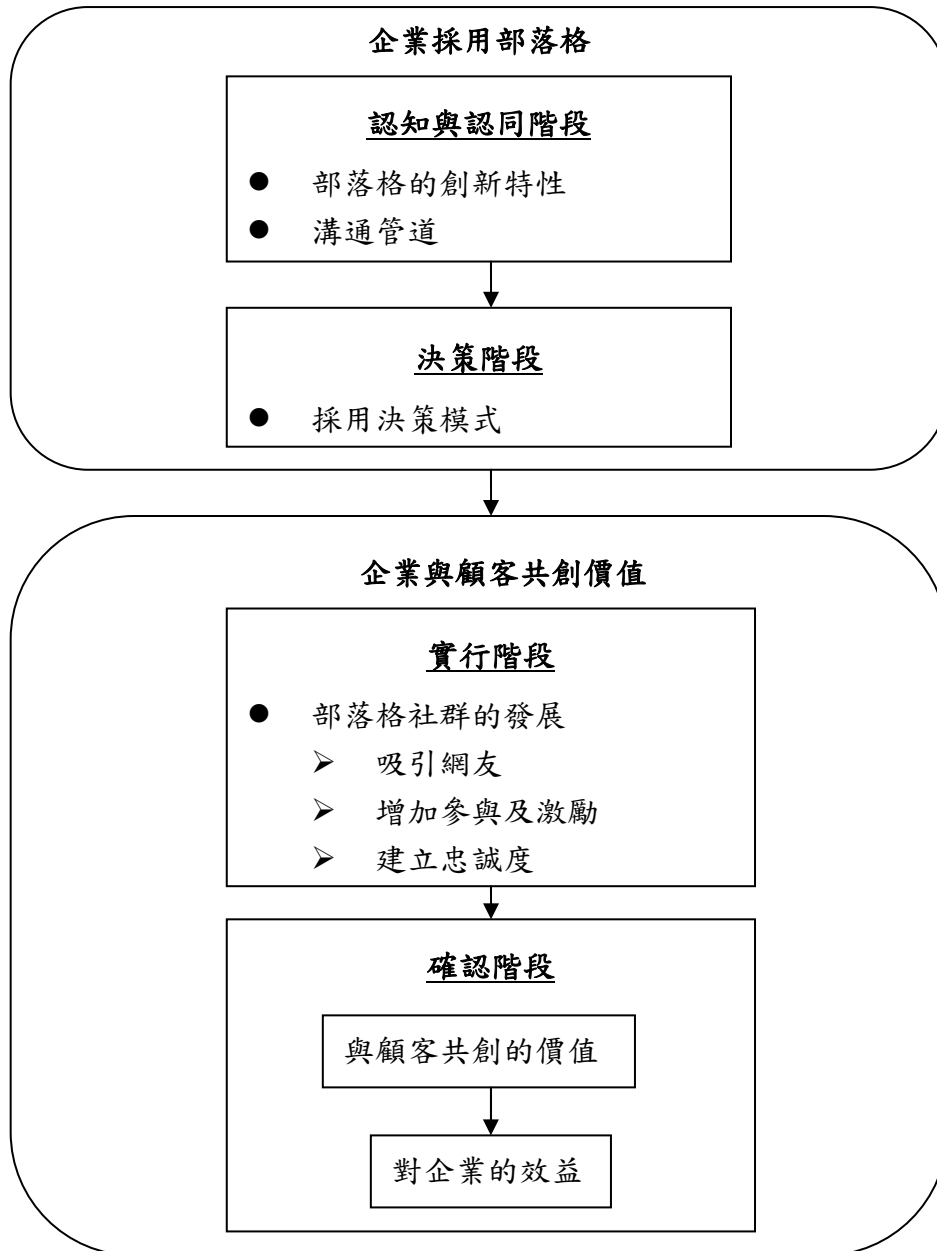 企業採用部落格
認知與認同階段
● 部落格的創新特性
● 溝通管道
決策階段
● 採用決策模式
企業與顧客共創價值
實行階段
● 部落格社群的發展
➢ 吸引網友
➢ 增加參與及激勵
➢ 建立忠誠度
確認階段
與顧客共創的價值
對企業的效益